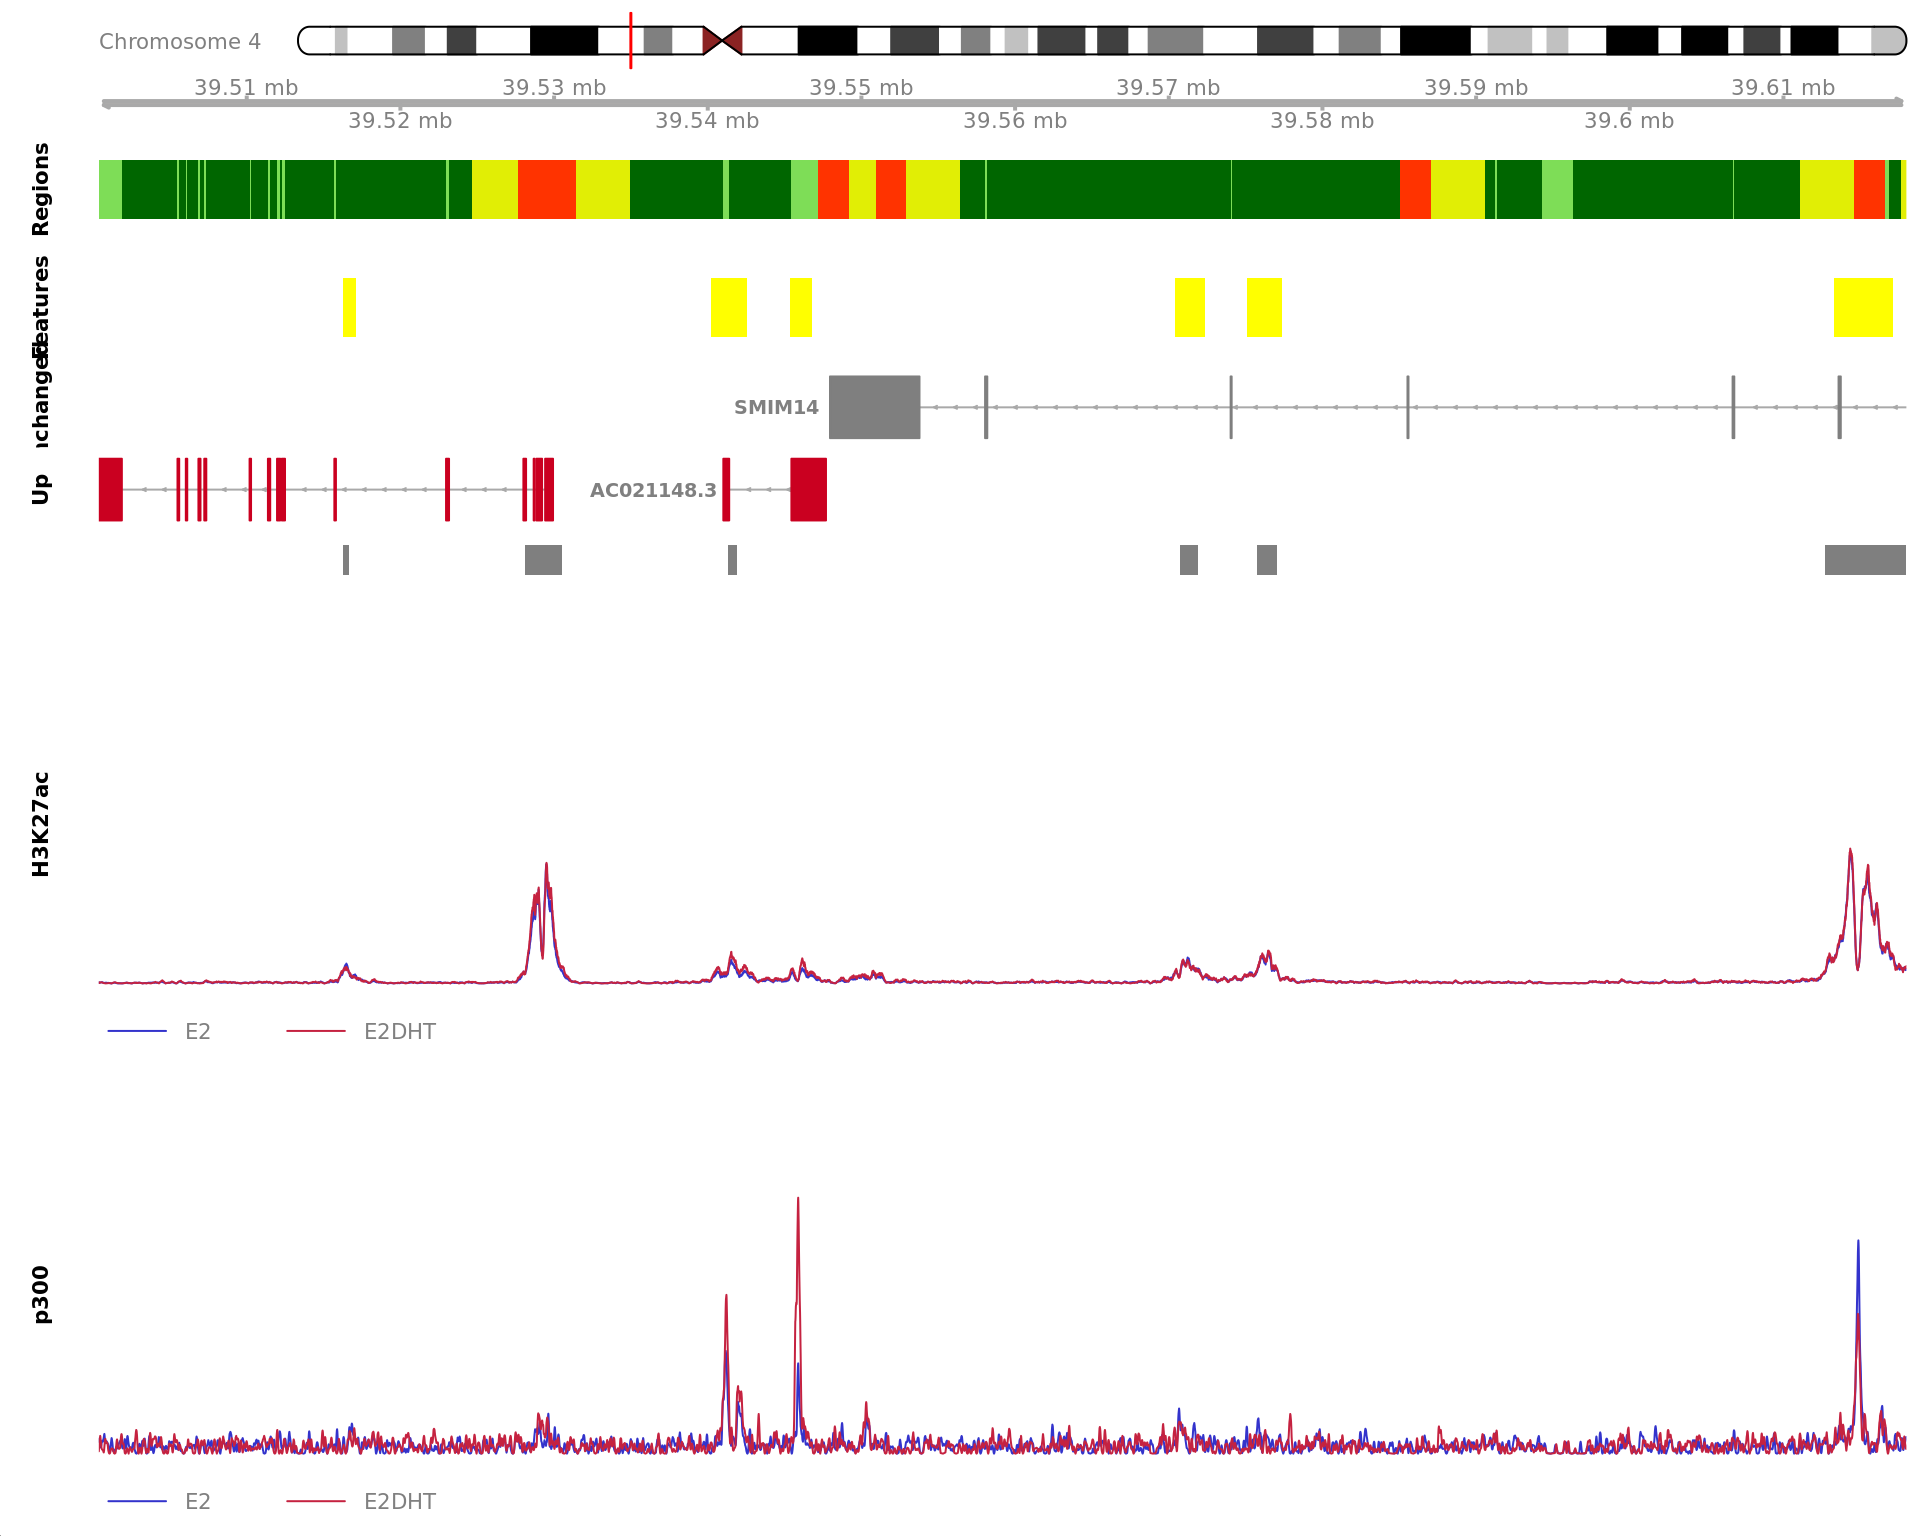 Chromosome 4
39.51 mb 39.53 mb 39.55 mb 39.57 mb 39.59 mb 39.61 mb
39.52 mb 39.54 mb 39.56 mb 39.58 mb 39.6 mb
Regions
Features
SMIM14
Up
AC021148.3
H3K27ac
E2 E2DHT
p300
E2 E2DHT